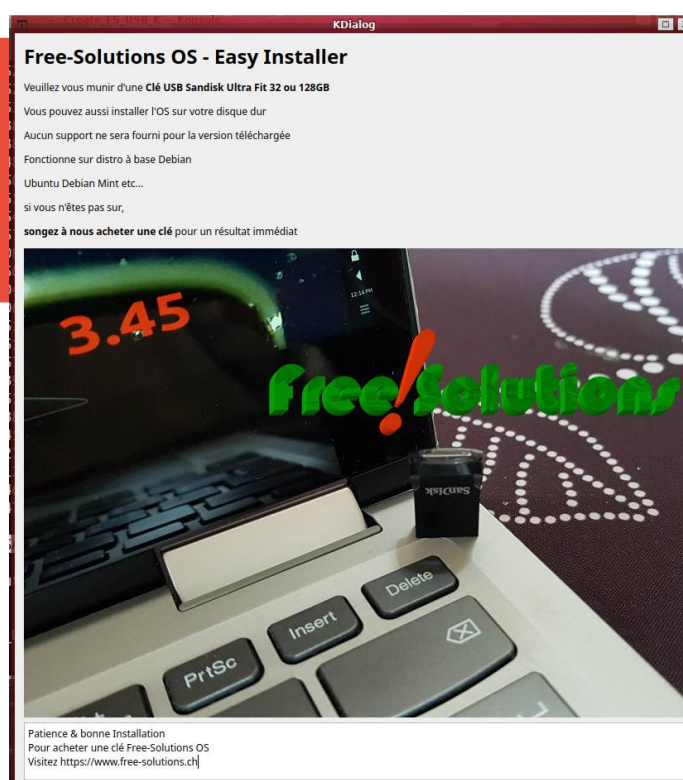 Create_FS_USB_K — Konsole
KDialog
Free-Solutions OS - Easy Installer
Veuillez vous munir d'une Clé USB Sandisk Ultra Fit 32 ou 128GB
Vous pouvez aussi installer l'OS sur votre disque dur
Aucun support ne sera fourni pour la version téléchargée
Fonctionne sur distro à base Debian
Ubuntu Debian Mint etc...
si vous n'êtes pas sur,
songez à nous acheter une clé pour un résultat immédiat
3.45
12:14 PM
Free!Solutions
SanDisk
Delete
Insert
PrtSc
Patience & bonne Installation
Pour acheter une clé Free-Solutions OS
Visitez https://www.free-solutions.ch